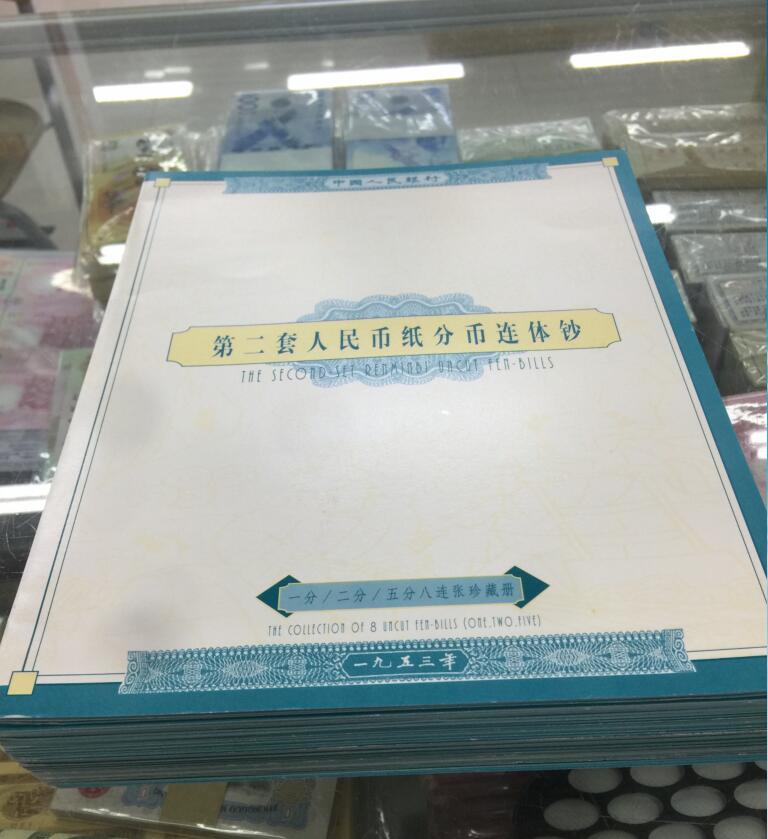 中国人民银行
第二套人民币纸分币连体钞
THE SECOND SET RENMINBI UNCUT FEN-BILLS
一分/二分/五分八连张珍藏册
THE COLLECTION OF 8 UNCUT FEN-BILLS (ONE.TWO.FIVE)
一九五三年